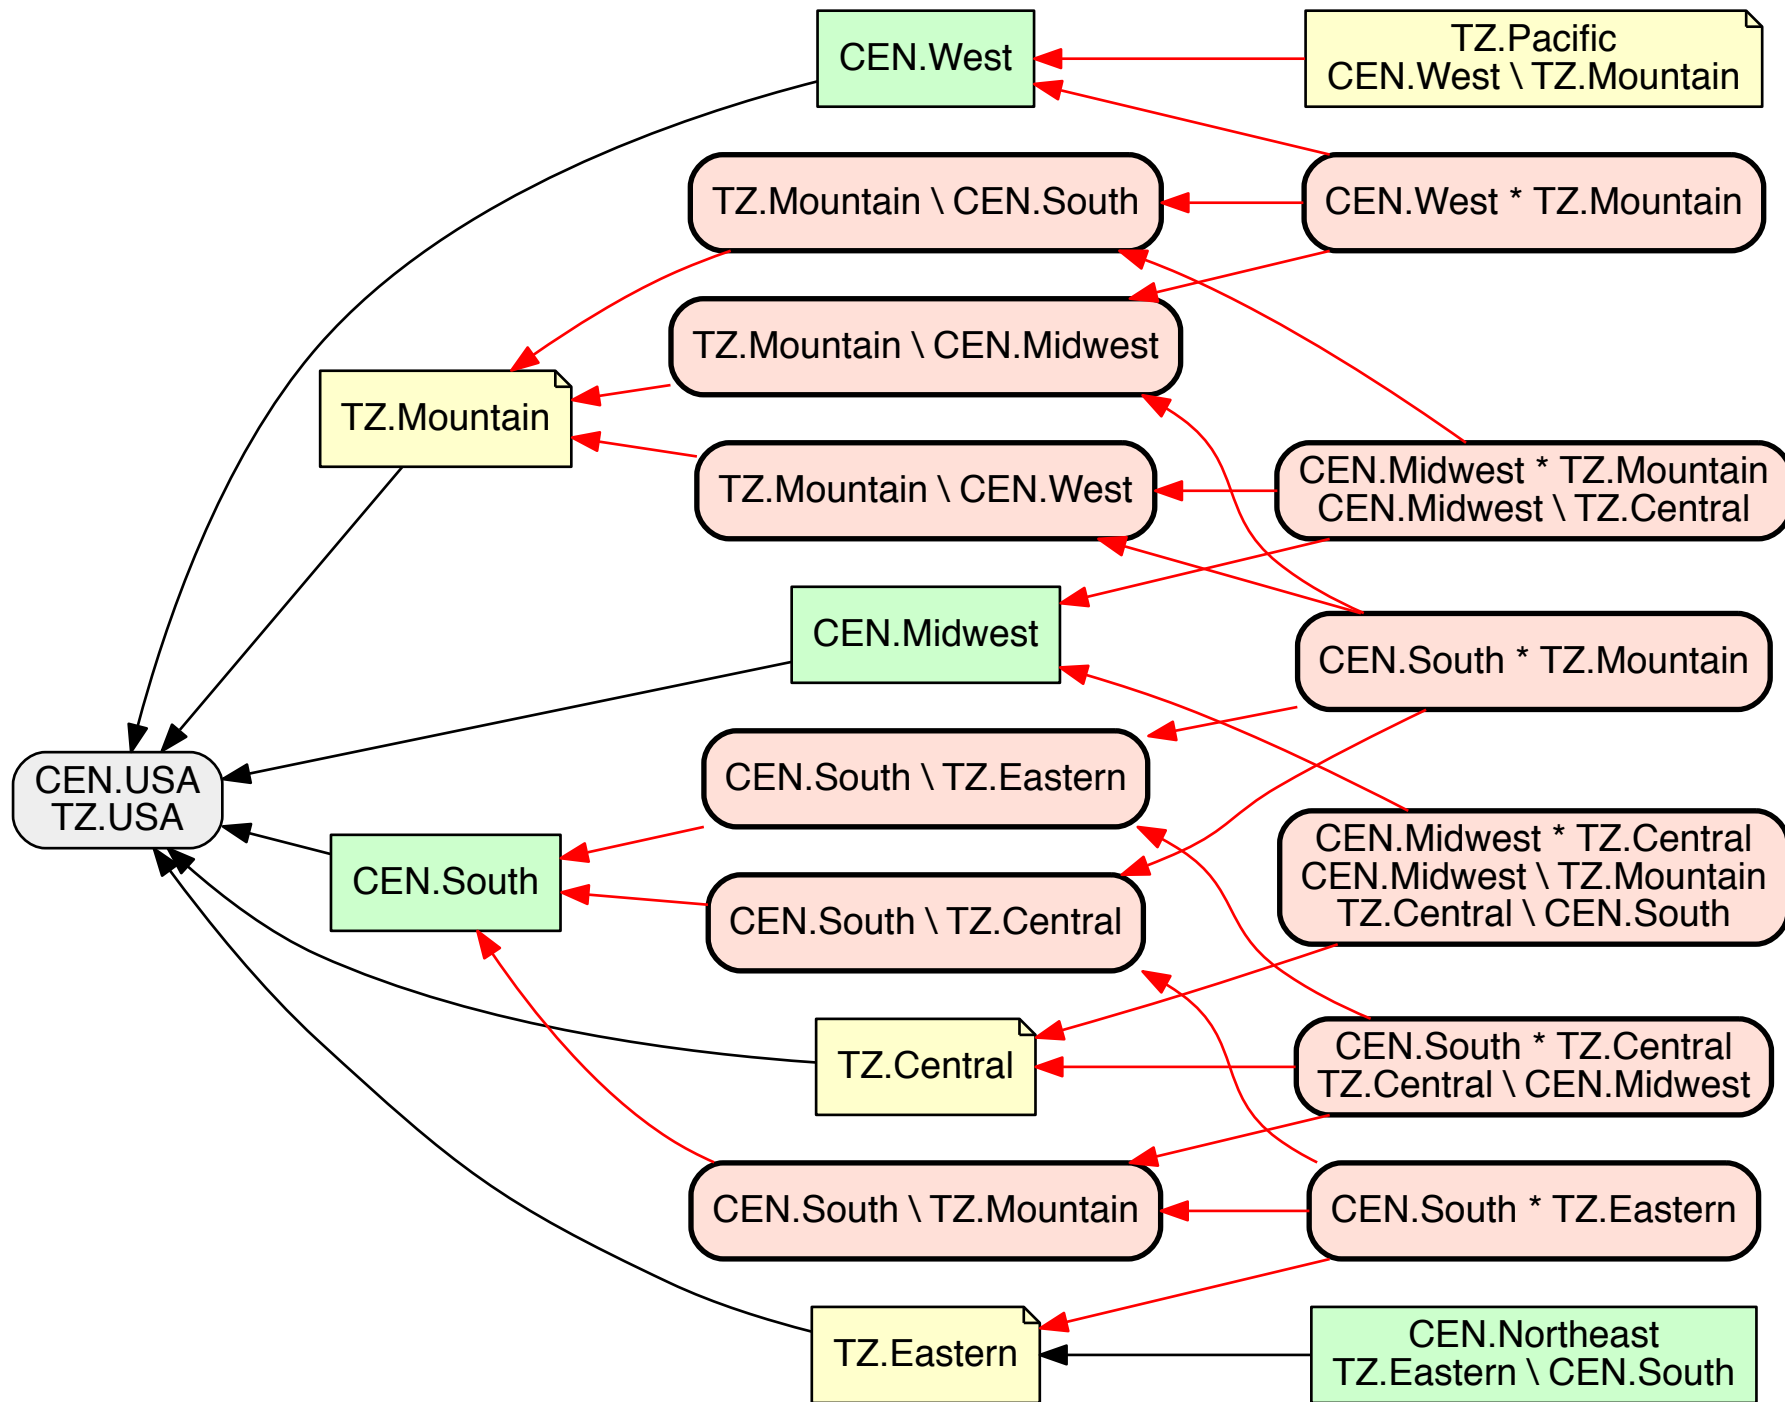 CEN.West
TZ.Pacific
CEN.West \ TZ.Mountain
TZ.Mountain \ CEN.South
CEN.West * TZ.Mountain
TZ.Mountain \ CEN.Midwest
TZ.Mountain
TZ.Mountain \ CEN.West
CEN.Midwest * TZ.Mountain
CEN.Midwest \ TZ.Central
CEN.Midwest
CEN.South * TZ.Mountain
CEN.USA
TZ.USA
CEN.South \ TZ.Eastern
CEN.South
CEN.South \ TZ.Central
CEN.Midwest * TZ.Central
CEN.Midwest \ TZ.Mountain
TZ.Central \ CEN.South
TZ.Central
CEN.South * TZ.Central
TZ.Central \ CEN.Midwest
CEN.South \ TZ.Mountain
CEN.South * TZ.Eastern
TZ.Eastern
CEN.Northeast
TZ.Eastern \ CEN.South